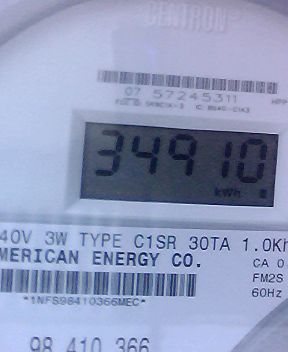 CENTRON
07 57245311
34910
kWh
40V 3W TYPE C1SR 30TA 1.0Kh
MERICAN ENERGY CO.
CA 0
FM2S
60Hz
*1NFS98410366MEC*
98 410 366